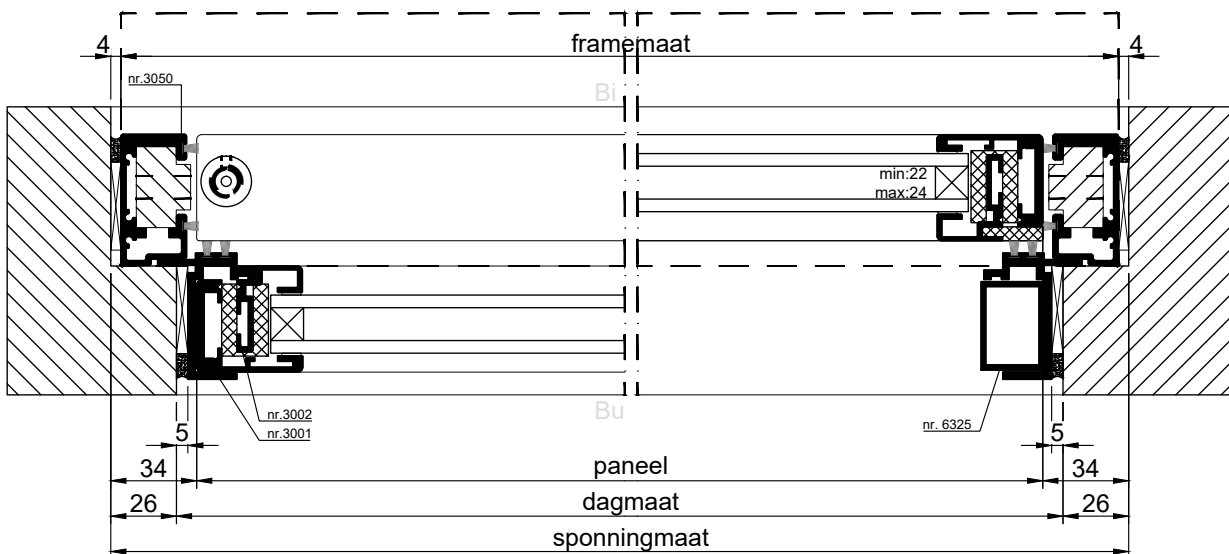 4 framemaat 4
nr.3050
Bi
min:22
max:24
nr.3002
Bu
nr. 6325
nr.3001
5 5
34 paneel 34
26 dagmaat 26
sponningmaat